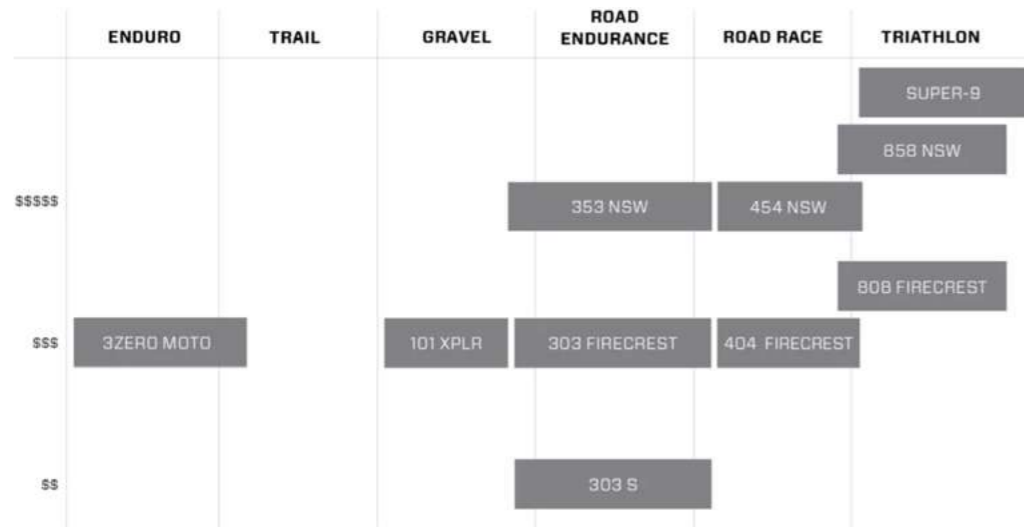 ENDURO
TRAIL
GRAVEL
ROAD
ENDURANCE
ROAD RACE
TRIATHLON
SUPER-9
858 NSW
$$$$$
353 NSW
454 NSW
808 FIRECREST
$$$
3ZERO MOTO
101 XPLR
303 FIRECREST
404 FIRECREST
$$
303 S